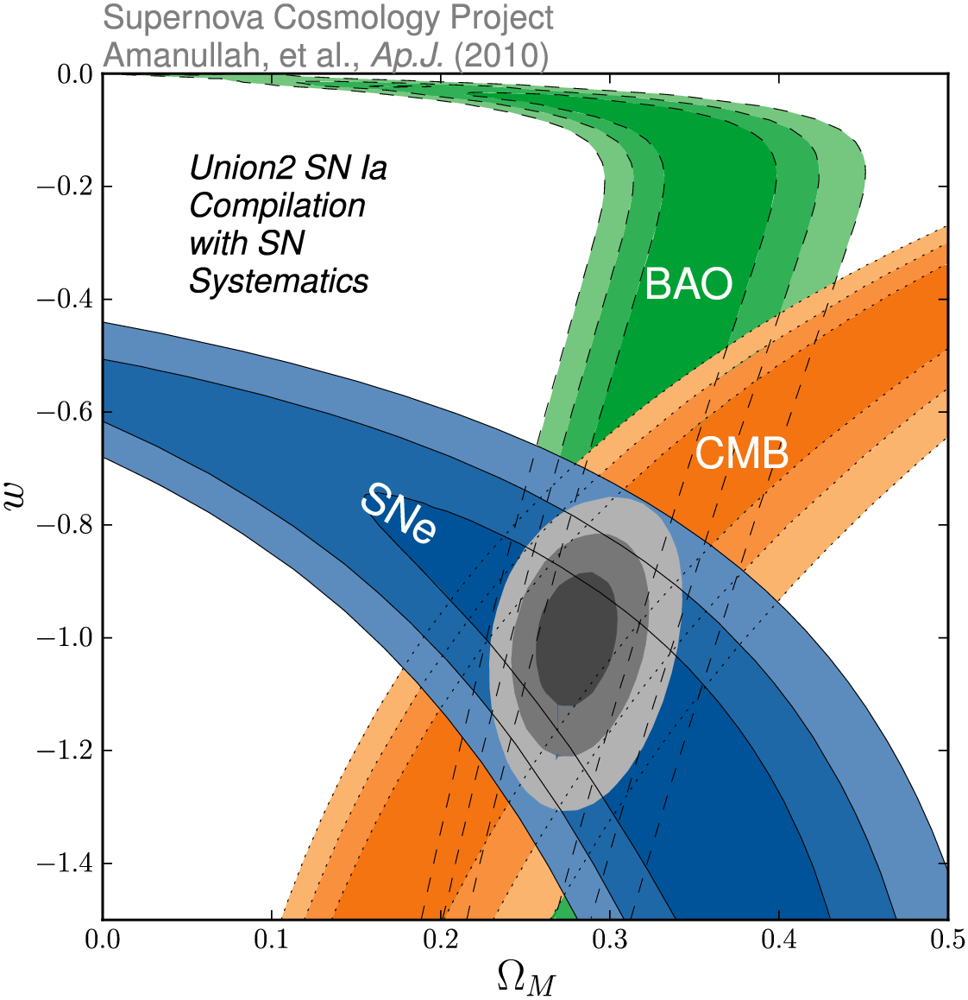 Supernova Cosmology Project
Amanullah, et al., Ap.J. (2010)
0.0
−0.2
−0.4
−0.6
−0.8
−1.0
−1.2
−1.4
w
Union2 SN Ia
Compilation
with SN
Systematics
BAO
CMB
SNe
0.0 0.1 0.2 0.3 0.4 0.5
Ω_M